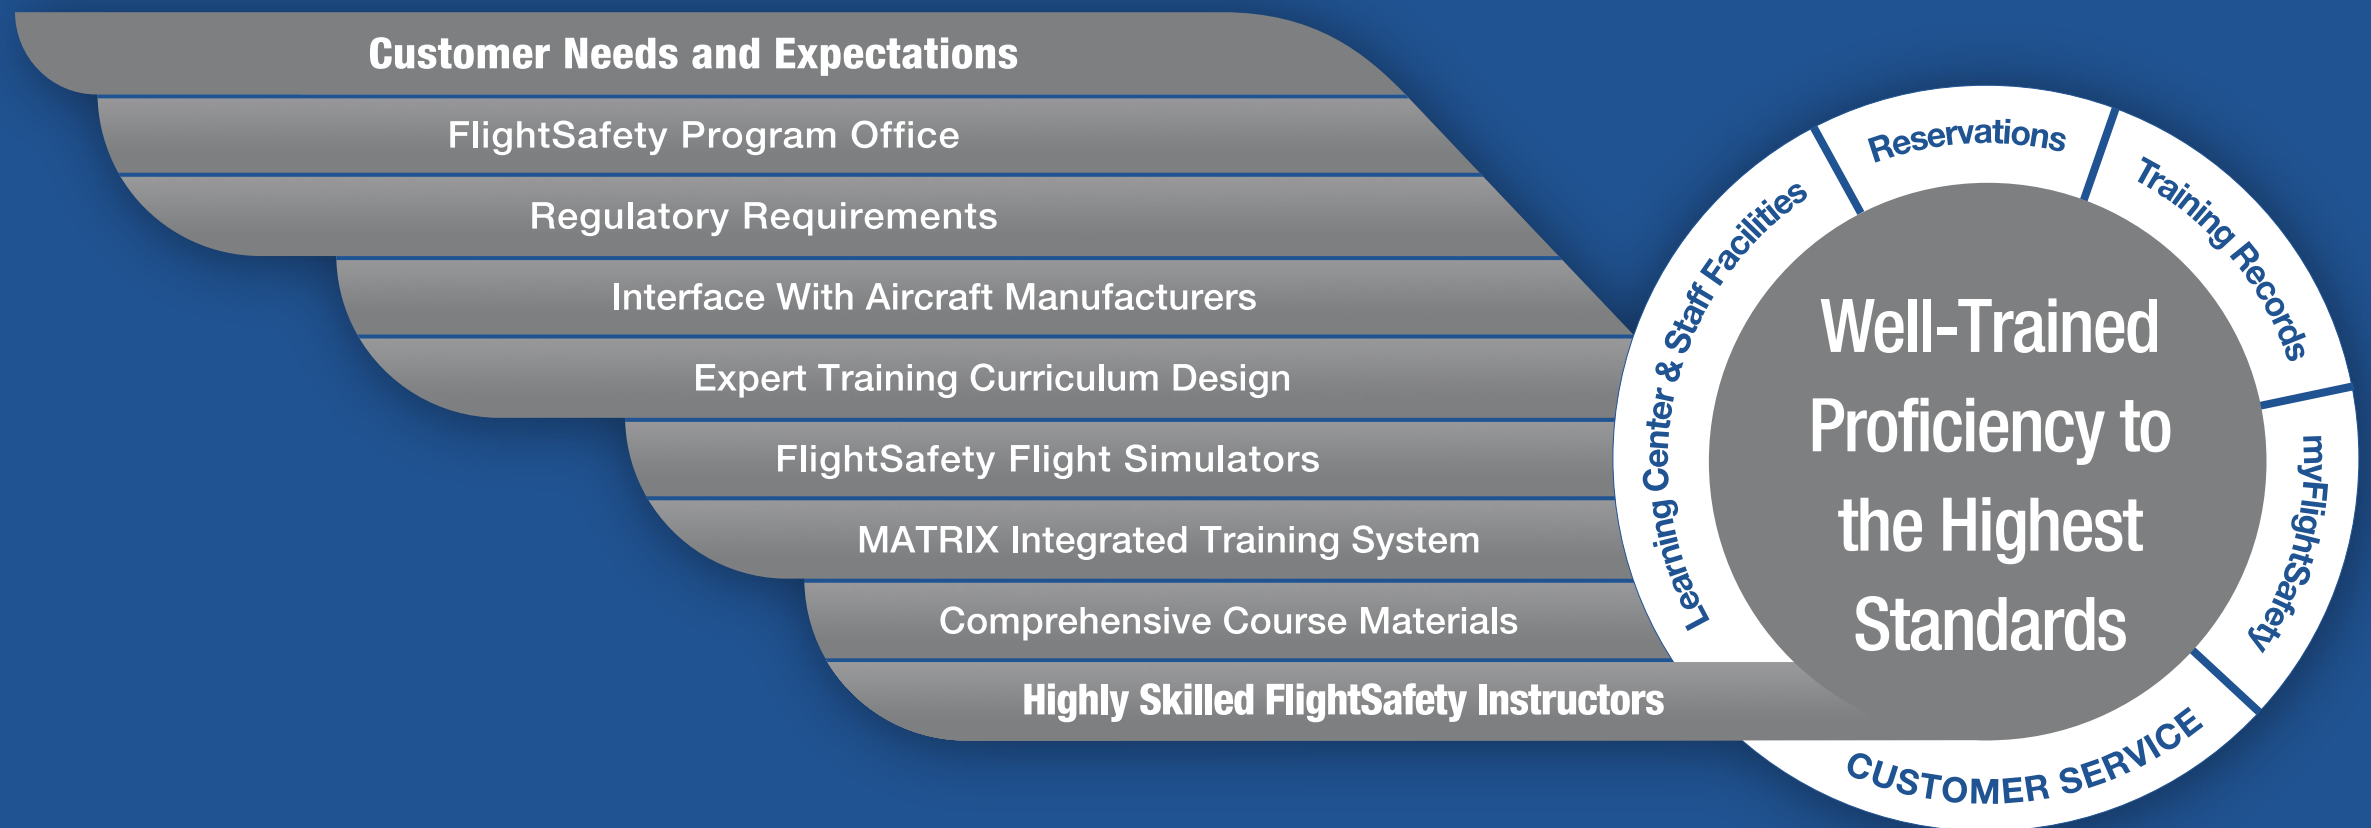 Customer Needs and Expectations
FlightSafety Program Office
Regulatory Requirements
Interface With Aircraft Manufacturers
Expert Training Curriculum Design
FlightSafety Flight Simulators
MATRIX Integrated Training System
Comprehensive Course Materials
Highly Skilled FlightSafety Instructors
Learning Center & Staff Facilities
Reservations
Training Records
myFlightSafety
CUSTOMER SERVICE
Well-Trained
Proficiency to
the Highest
Standards